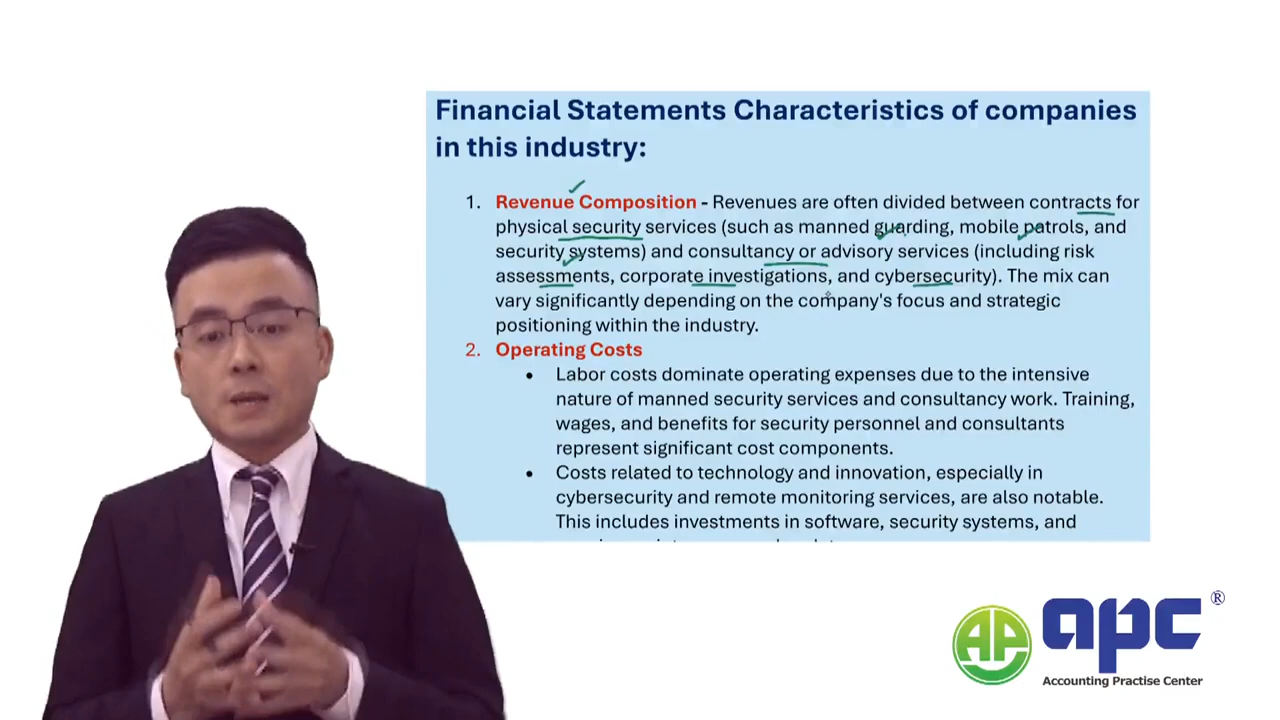 Financial Statements Characteristics of companies
in this industry:
1. Revenue Composition - Revenues are often divided between contracts for
physical security services (such as manned guarding, mobile patrols, and
security systems) and consultancy or advisory services (including risk
assessments, corporate investigations, and cybersecurity). The mix can
vary significantly depending on the company's focus and strategic
positioning within the industry.
2. Operating Costs
• Labor costs dominate operating expenses due to the intensive
nature of manned security services and consultancy work. Training,
wages, and benefits for security personnel and consultants
represent significant cost components.
• Costs related to technology and innovation, especially in
cybersecurity and remote monitoring services, are also notable.
This includes investments in software, security systems, and
AP apc ®
Accounting Practise Center